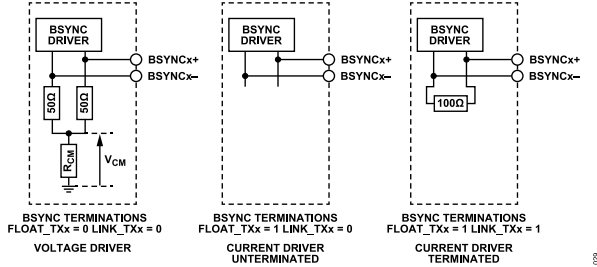 BSYNC
DRIVER
BSYNCx+
BSYNCx–
50Ω
50Ω
RCM
VCM
BSYNC TERMINATIONS
FLOAT_TXx = 0 LINK_TXx = 0
VOLTAGE DRIVER
BSYNC
DRIVER
BSYNCx+
BSYNCx–
BSYNC TERMINATIONS
FLOAT_TXx = 1 LINK_TXx = 0
CURRENT DRIVER
UNTERMINATED
BSYNC
DRIVER
BSYNCx+
BSYNCx–
100Ω
BSYNC TERMINATIONS
FLOAT_TXx = 1 LINK_TXx = 1
CURRENT DRIVER
TERMINATED
029